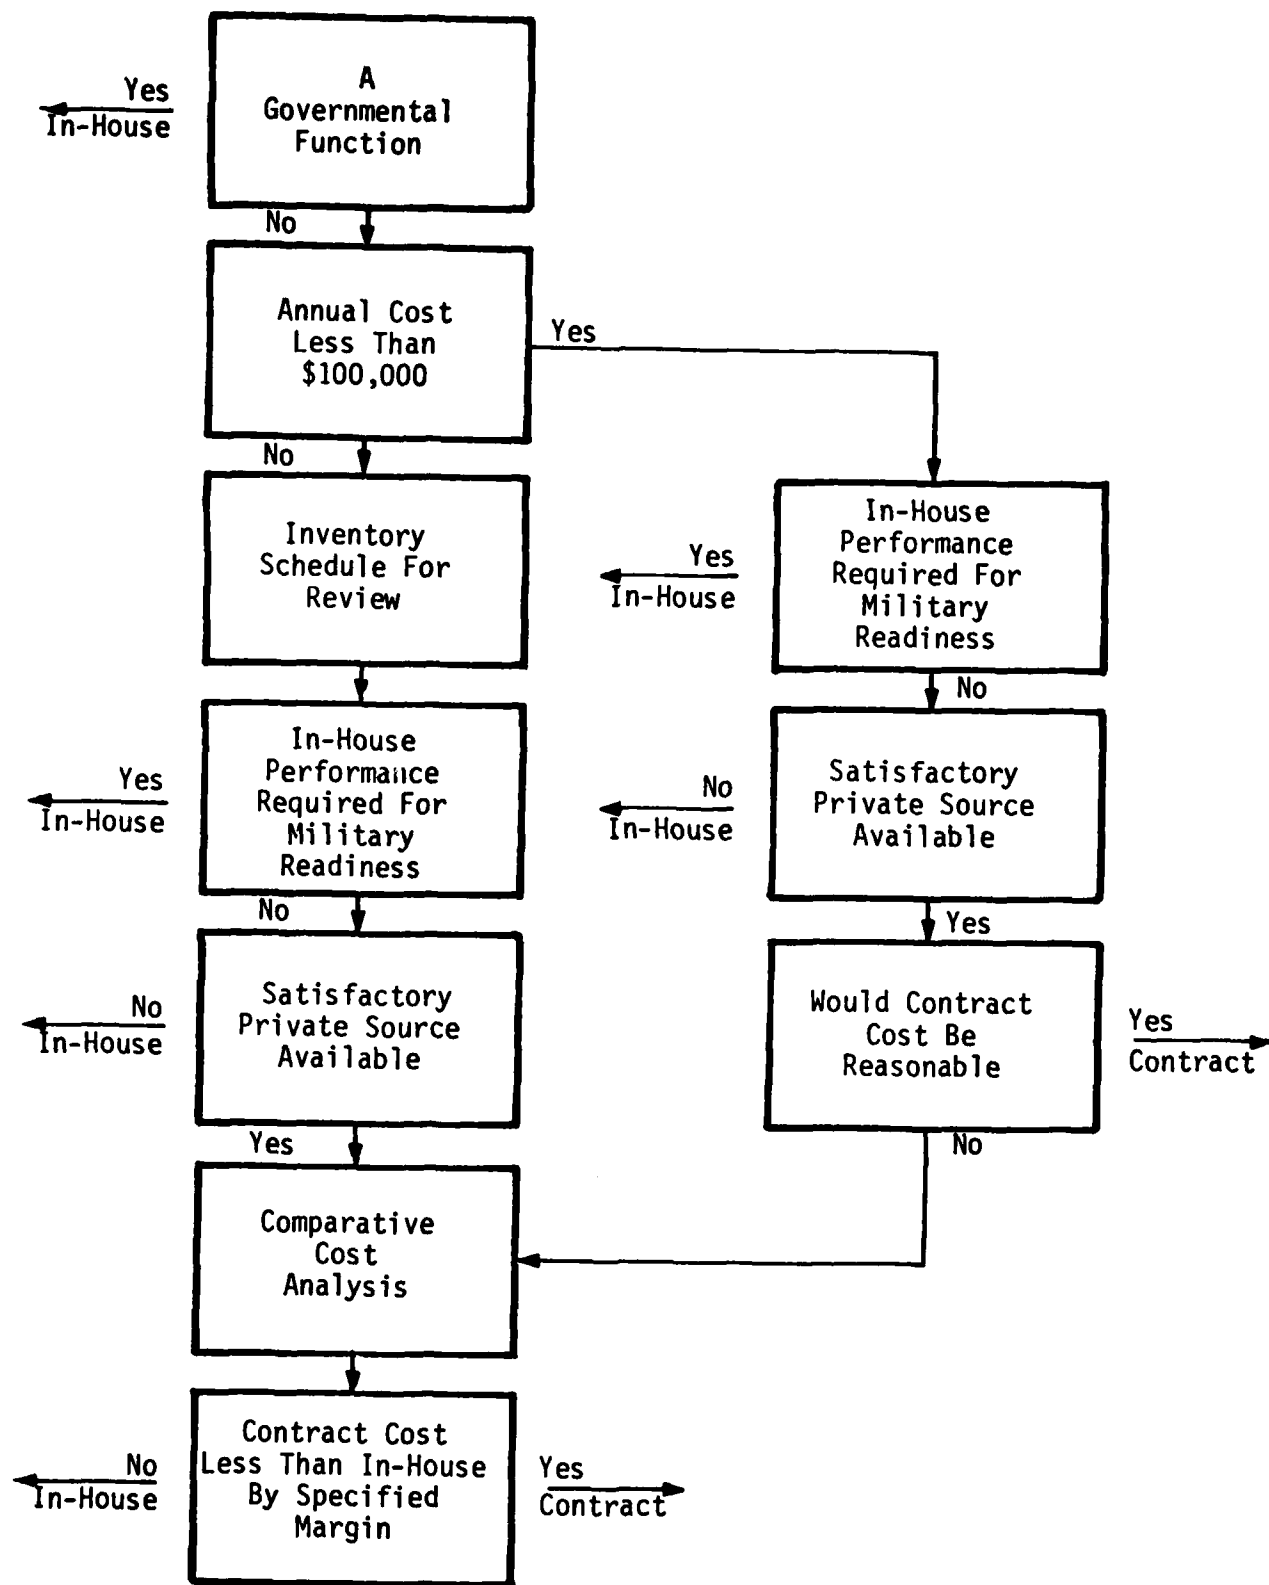 A
Governmental
Function
Yes
In-House
No
Annual Cost
Less Than
$100,000
Yes
No
Inventory
Schedule For
Review
In-House
Performance
Required For
Military
Readiness
Yes
In-House
No
In-House
Performance
Required For
Military
Readiness
Yes
In-House
No
Satisfactory
Private Source
Available
No
In-House
Yes
Satisfactory
Private Source
Available
No
In-House
Yes
Would Contract
Cost Be
Reasonable
Yes
Contract
No
Comparative
Cost
Analysis
Contract Cost
Less Than In-House
By Specified
Margin
No
In-House
Yes
Contract